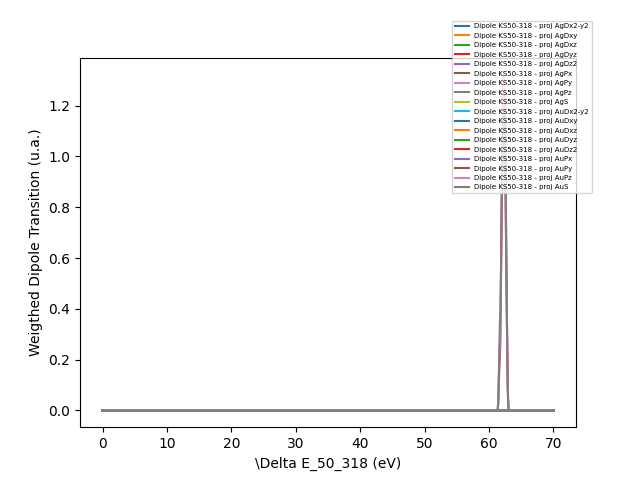 Dipole KS50-318 - proj AgDx2-y2
Dipole KS50-318 - proj AgDxy
Dipole KS50-318 - proj AgDxz
Dipole KS50-318 - proj AgDyz
Dipole KS50-318 - proj AgDz2
Dipole KS50-318 - proj AgPx
Dipole KS50-318 - proj AgPy
Dipole KS50-318 - proj AgPz
Dipole KS50-318 - proj AgS
Dipole KS50-318 - proj AuDx2-y2
Dipole KS50-318 - proj AuDxy
Dipole KS50-318 - proj AuDxz
Dipole KS50-318 - proj AuDyz
Dipole KS50-318 - proj AuDz2
Dipole KS50-318 - proj AuPx
Dipole KS50-318 - proj AuPy
Dipole KS50-318 - proj AuPz
Dipole KS50-318 - proj AuS
Weigthed Dipole Transition (u.a.)
1.2
1.0
0.8
0.6
0.4
0.2
0.0
0 10 20 30 40 50 60 70
\Delta E_50_318 (eV)